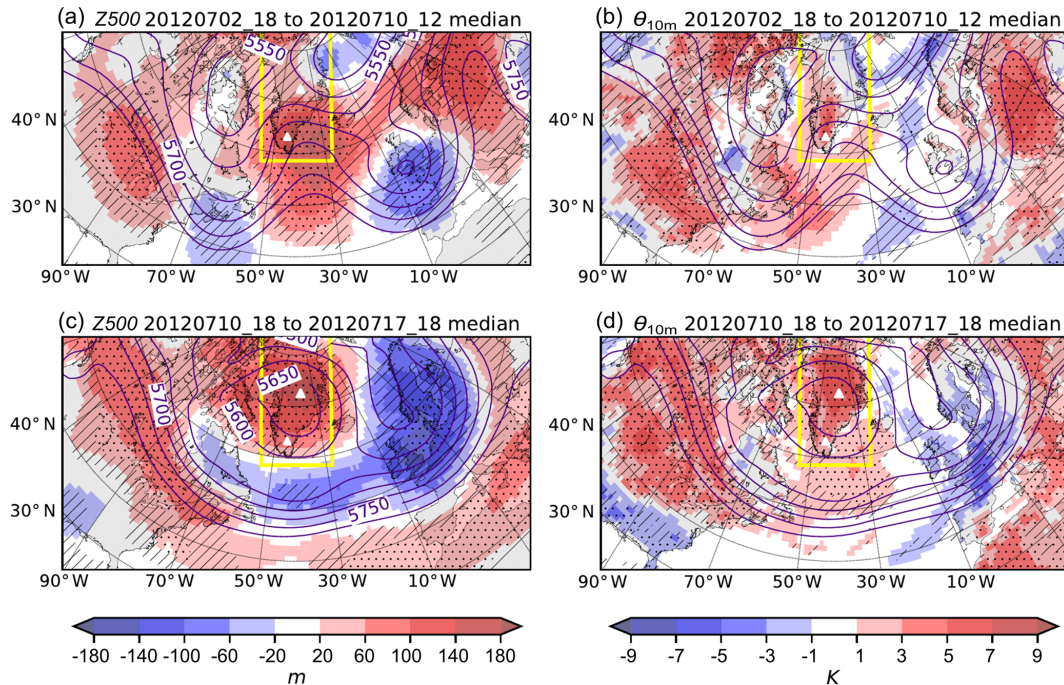 (a) Z500 20120702_18 to 20120710_12 median
(b) θ10m 20120702_18 to 20120710_12 median
5550
5550
5750
5700
40°N
30°N
40°N
30°N
90°W
70°W
50°W
30°W
10°W
90°W
70°W
50°W
30°W
10°W
(c) Z500 20120710_18 to 20120717_18 median
(d) θ10m 20120710_18 to 20120717_18 median
5650
5700
5600
5750
40°N
30°N
40°N
30°N
90°W
70°W
50°W
30°W
10°W
90°W
70°W
50°W
30°W
10°W
-180 -140 -100 -60 -20 20 60 100 140 180
m
-9 -7 -5 -3 -1 1 3 5 7 9
K